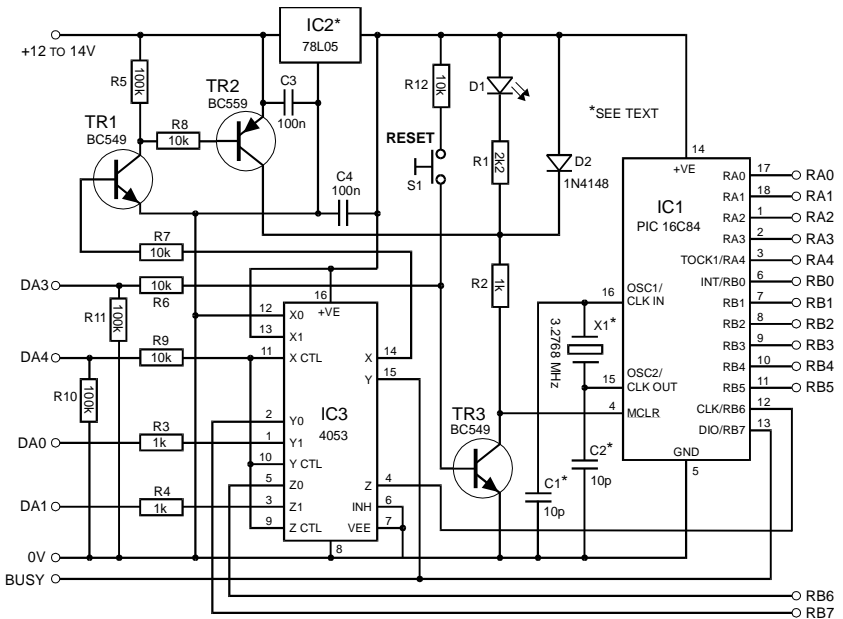 +12 TO 14V
IC2*
78L05
R5
100k
TR2
BC559
C3
100n
R12
10k
D1
*SEE TEXT
TR1
BC549
R8
10k
RESET
S1
R1
2k2
D2
1N4148
C4
100n
14
+VE
IC1
PIC 16C84
RA0 17 RA0
RA1 18 RA1
RA2 1 RA2
RA3 2 RA3
TOCK1/RA4 3 RA4
INT/RB0 6 RB0
RB1 7 RB1
RB2 8 RB2
RB3 9 RB3
RB4 10 RB4
RB5 11 RB5
CLK/RB6 12
DIO/RB7 13
16 OSC1/
CLK IN
15 OSC2/
CLK OUT
4 MCLR
GND
5
R7
10k
DA3
10k
R6
R11
100k
R2
1k
X1*
3.2768 MHz
DA4
R9
10k
R10
100k
16
+VE
12 X0
13 X1
11 X CTL
X 14
Y 15
IC3
4053
2 Y0
1 Y1
10 Y CTL
5 Z0
3 Z1
9 Z CTL
Z 4
INH 6
VEE 7
8
TR3
BC549
C2*
10p
C1*
10p
DA0
R3
1k
DA1
R4
1k
0V
BUSY
RB6
RB7